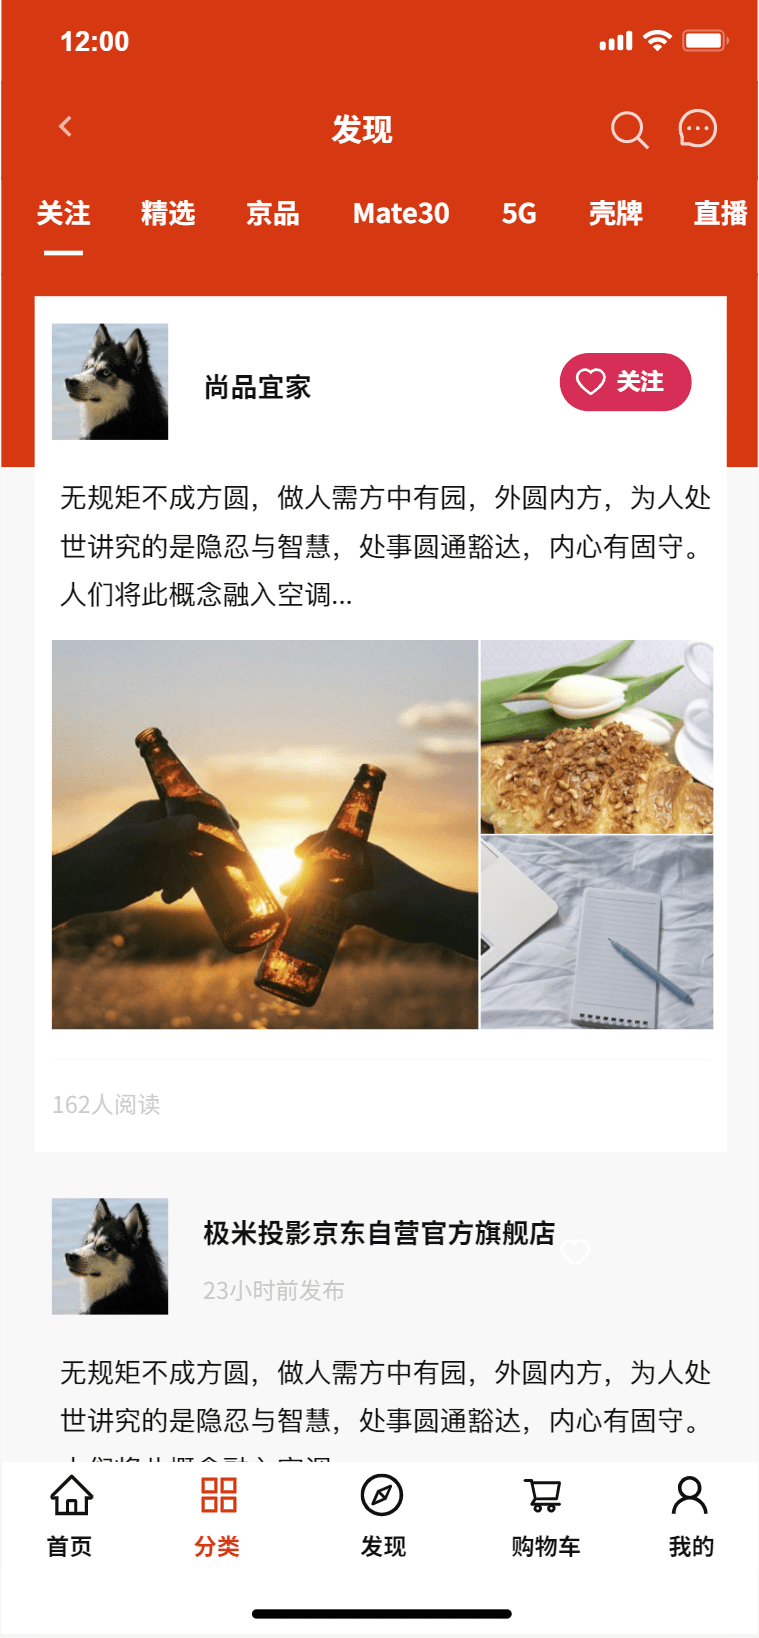 12:00
发现
关注 精选 京品 Mate30 5G 壳牌 直播
尚品宜家
关注
无规矩不成方圆，做人需方中有园，外圆内方，为人处
世讲究的是隐忍与智慧，处事圆通豁达，内心有固守。
人们将此概念融入空调...
162人阅读
极米投影京东自营官方旗舰店
23小时前发布
无规矩不成方圆，做人需方中有园，外圆内方，为人处
世讲究的是隐忍与智慧，处事圆通豁达，内心有固守。
首页 分类 发现 购物车 我的